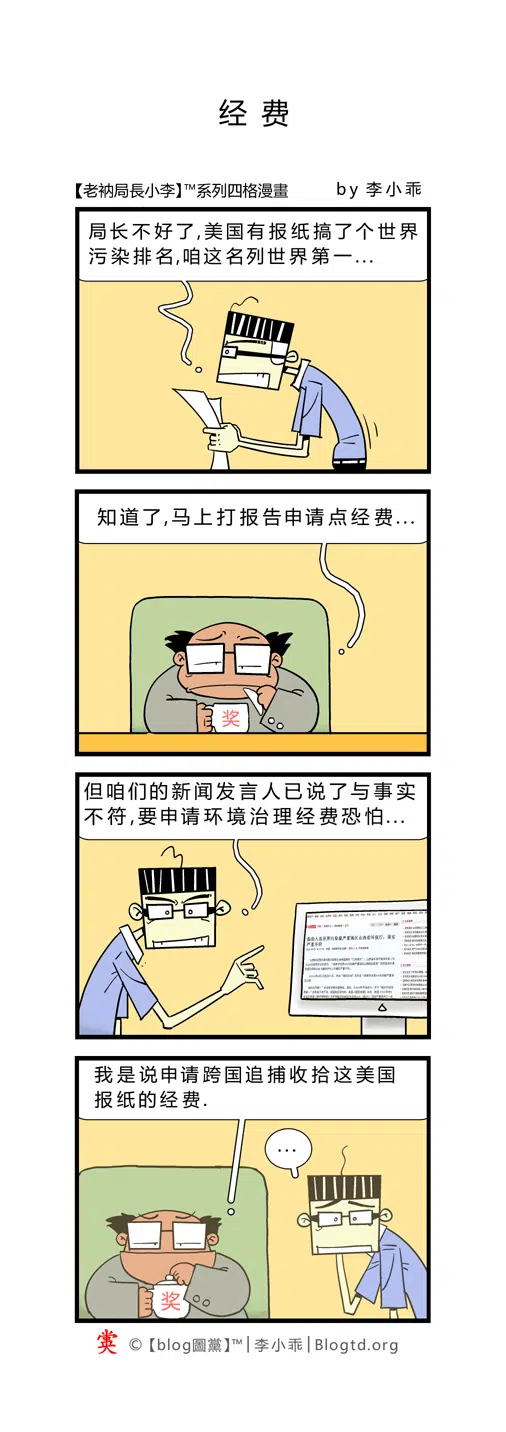 经费
【老衲局長小李】™系列四格漫畫 by 李小乖
局长不好了,美国有报纸搞了个世界
污染排名,咱这名列世界第一...
知道了,马上打报告申请点经费...
奖
但咱们的新闻发言人已说了与事实
不符,要申请环境治理经费恐怕...
我是说申请跨国追捕收拾这美国
报纸的经费.
...
奖
©【blog圖黨】™|李小乖|Blogtd.org